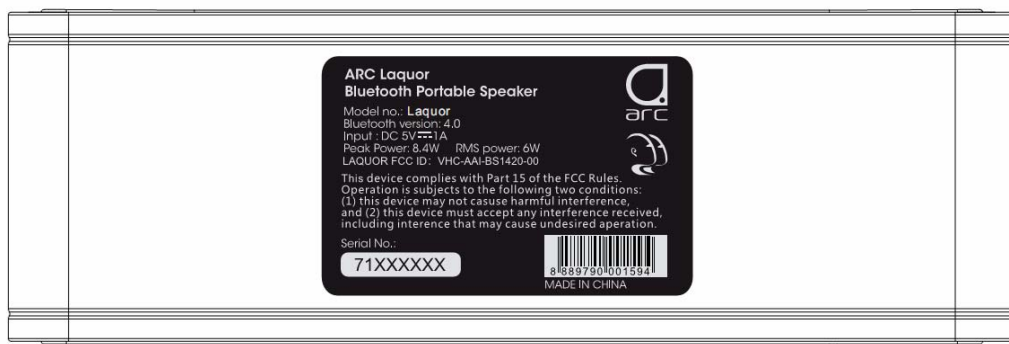 ARC Laquor
Bluetooth Portable Speaker
arc
Model no.: Laquor
Bluetooth version: 4.0
Input : DC 5V⎓1A
Peak Power: 8.4W RMS power: 6W
LAQUOR FCC ID: VHC-AAI-BS1420-00
This device complies with Part 15 of the FCC Rules.
Operation is subjects to the following two conditions:
(1) this device may not casuse harmful interference,
and (2) this device must accept any interference received,
including interence that may cause undesired aperation.
Serial No.:
71XXXXXX
8 889790 001594
MADE IN CHINA